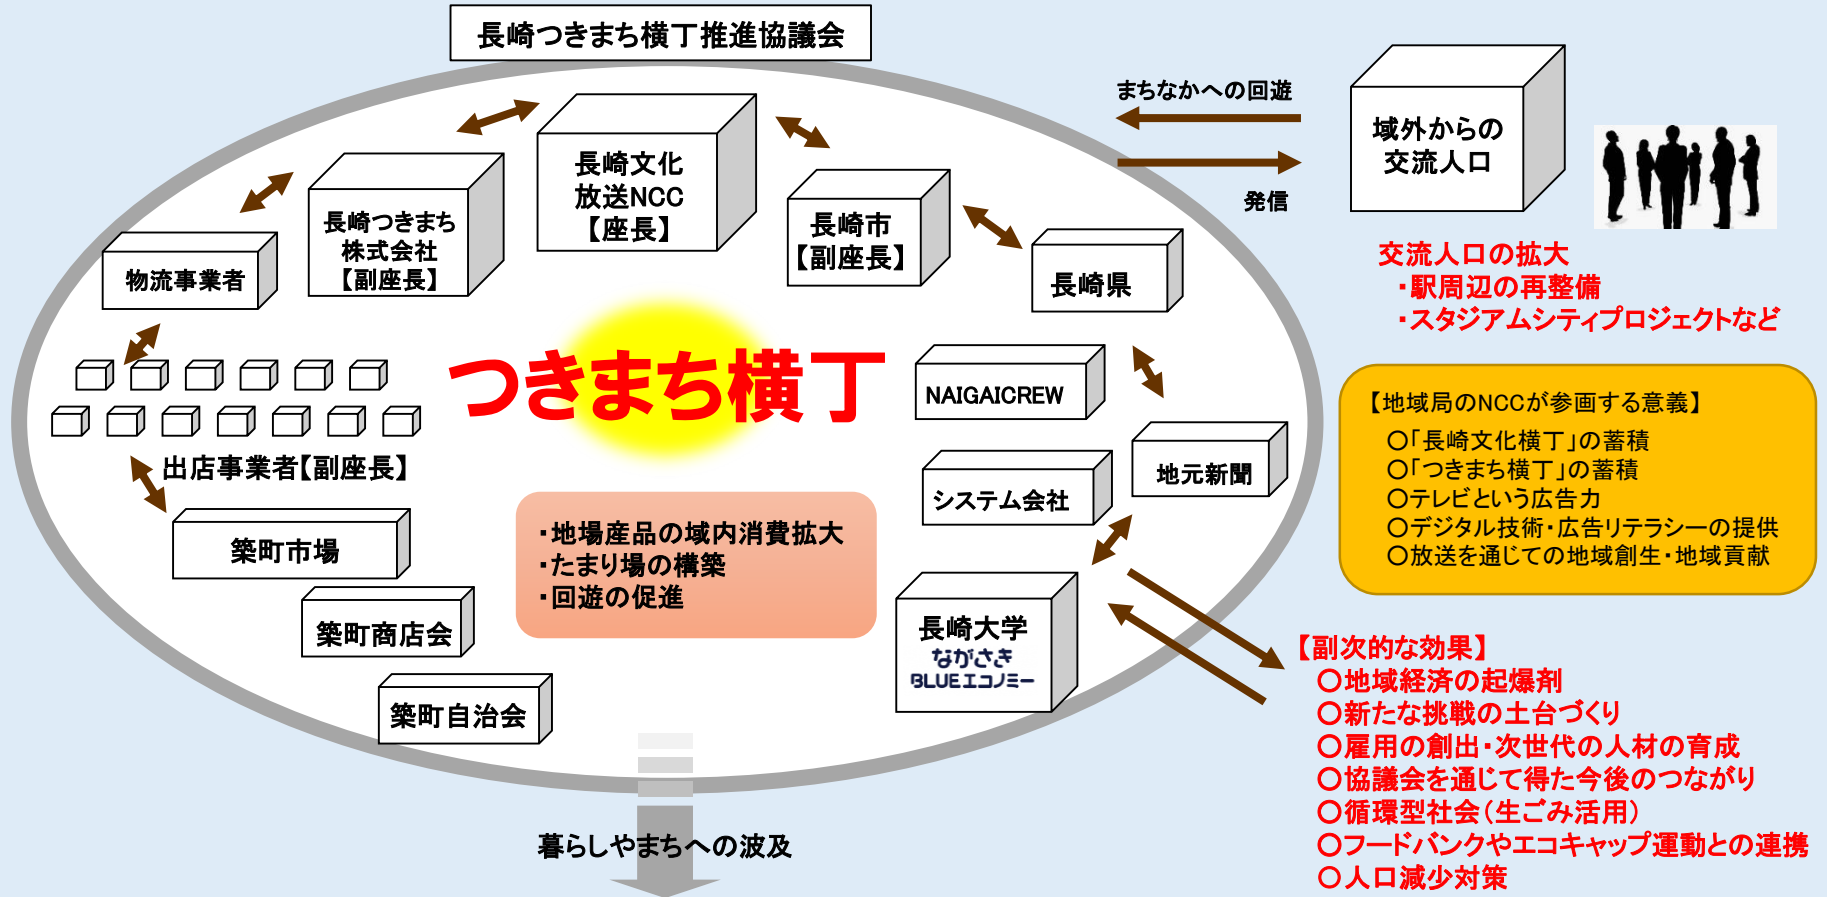 長崎つきまち横丁推進協議会
長崎文化
放送NCC
【座長】
長崎つきまち
株式会社
【副座長】
長崎市
【副座長】
物流事業者
長崎県
つきまち横丁
NAIGAICREW
出店事業者【副座長】
地元新聞
システム会社
築町市場
・地場産品の域内消費拡大
・たまり場の構築
・回遊の促進
築町商店会
長崎大学
ながさき
BLUEエコノミー
築町自治会
暮らしやまちへの波及
まちなかへの回遊
発信
域外からの
交流人口
交流人口の拡大
・駅周辺の再整備
・スタジアムシティプロジェクトなど
【地域局のNCCが参画する意義】
〇「長崎文化横丁」の蓄積
〇「つきまち横丁」の蓄積
〇テレビという広告力
〇デジタル技術・広告リテラシーの提供
〇放送を通じての地域創生・地域貢献
【副次的な効果】
〇地域経済の起爆剤
〇新たな挑戦の土台づくり
〇雇用の創出・次世代の人材の育成
〇協議会を通じて得た今後のつながり
〇循環型社会(生ごみ活用)
〇フードバンクやエコキャップ運動との連携
〇人口減少対策